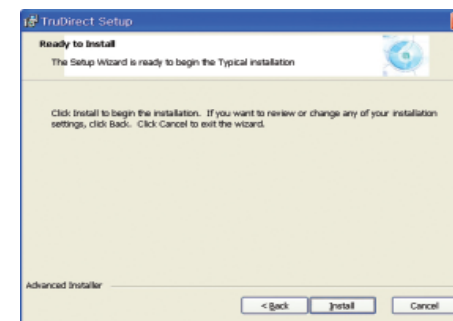 TruDirect Setup
Ready to Install
The Setup Wizard is ready to begin the Typical installation
Click Install to begin the installation. If you want to review or change any of your installation
settings, click Back. Click Cancel to exit the wizard.
Advanced Installer
< Back Install Cancel